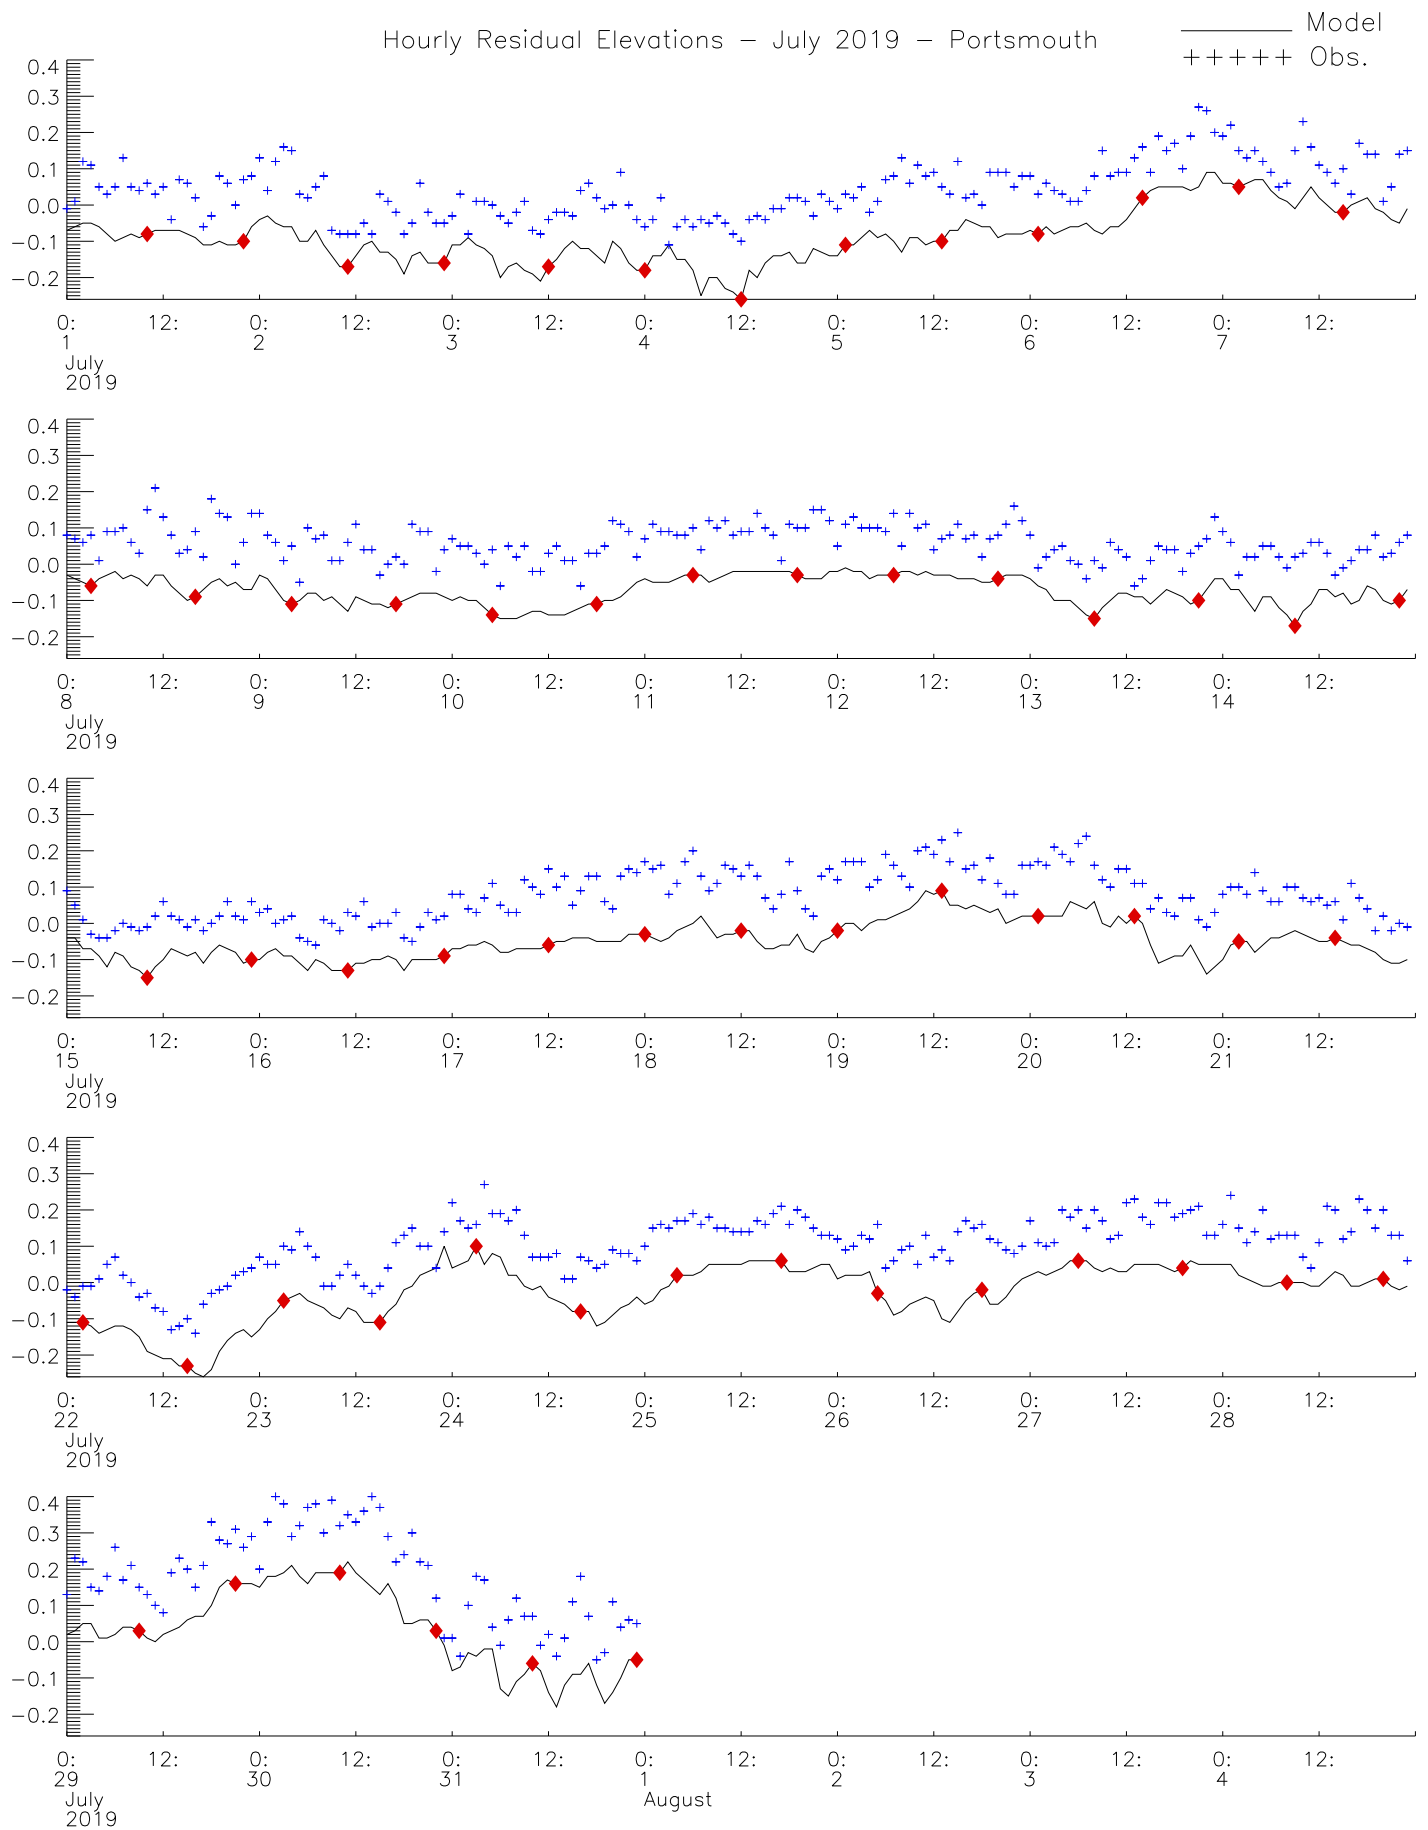 Hourly Residual Elevations – July 2019 – Portsmouth
Model
+++++ Obs.
0.4
0.3
0.2
0.1
0.0
−0.1
−0.2
0: 12: 0: 12: 0: 12: 0: 12: 0: 12: 0: 12: 0: 12:
1 2 3 4 5 6 7
July
2019
0.4
0.3
0.2
0.1
0.0
−0.1
−0.2
0: 12: 0: 12: 0: 12: 0: 12: 0: 12: 0: 12: 0: 12:
8 9 10 11 12 13 14
July
2019
0.4
0.3
0.2
0.1
0.0
−0.1
−0.2
0: 12: 0: 12: 0: 12: 0: 12: 0: 12: 0: 12: 0: 12:
15 16 17 18 19 20 21
July
2019
0.4
0.3
0.2
0.1
0.0
−0.1
−0.2
0: 12: 0: 12: 0: 12: 0: 12: 0: 12: 0: 12: 0: 12:
22 23 24 25 26 27 28
July
2019
0.4
0.3
0.2
0.1
0.0
−0.1
−0.2
0: 12: 0: 12: 0: 12: 0: 12: 0: 12: 0: 12: 0: 12:
29 30 31 1 2 3 4
July August
2019